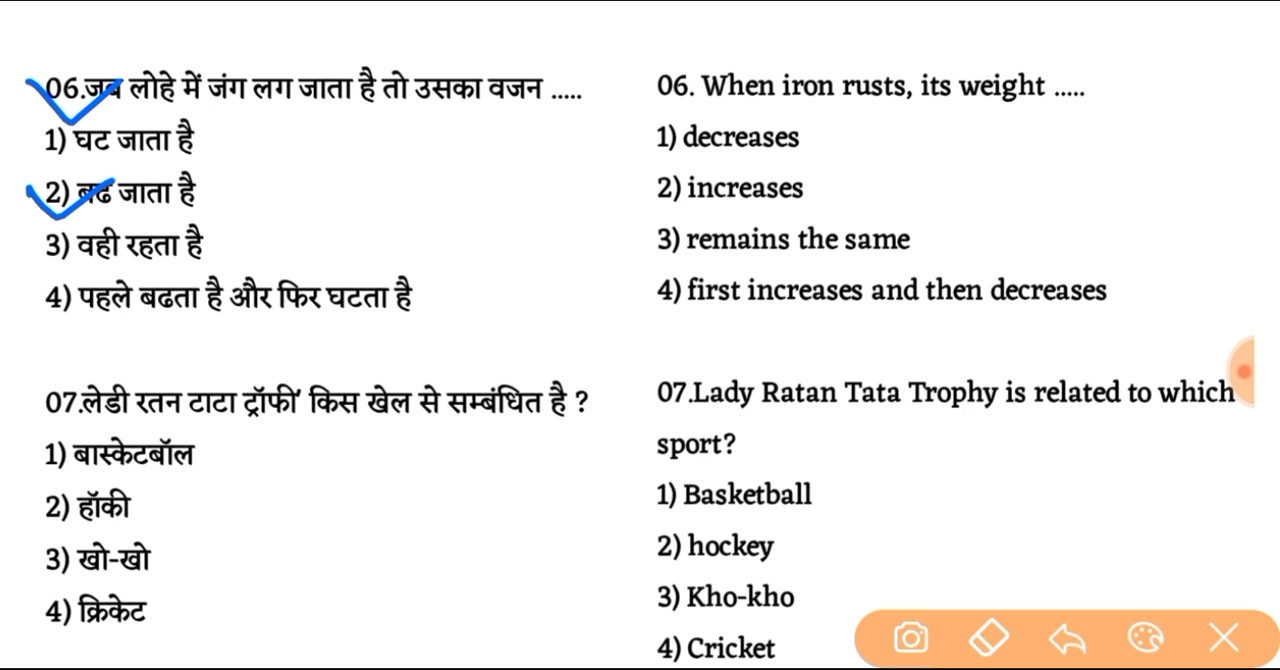 06.जब लोहे में जंग लग जाता है तो उसका वजन .....
1) घट जाता है
2) बढ जाता है
3) वही रहता है
4) पहले बढता है और फिर घटता है
07.लेडी रतन टाटा ट्रॉफी' किस खेल से सम्बंधित है ?
1) बास्केटबॉल
2) हॉकी
3) खो-खो
4) क्रिकेट
06. When iron rusts, its weight .....
1) decreases
2) increases
3) remains the same
4) first increases and then decreases
07.Lady Ratan Tata Trophy is related to which
sport?
1) Basketball
2) hockey
3) Kho-kho
4) Cricket